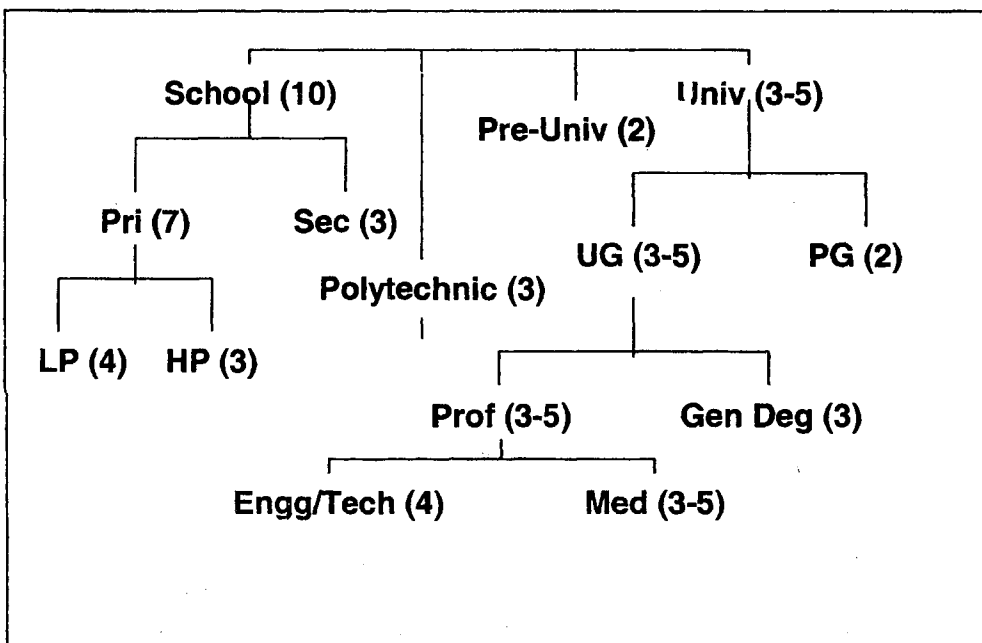 School (10)
Univ (3-5)
Pre-Univ (2)
Pri (7)
Sec (3)
UG (3-5)
PG (2)
Polytechnic (3)
LP (4)
HP (3)
Prof (3-5)
Gen Deg (3)
Engg/Tech (4)
Med (3-5)